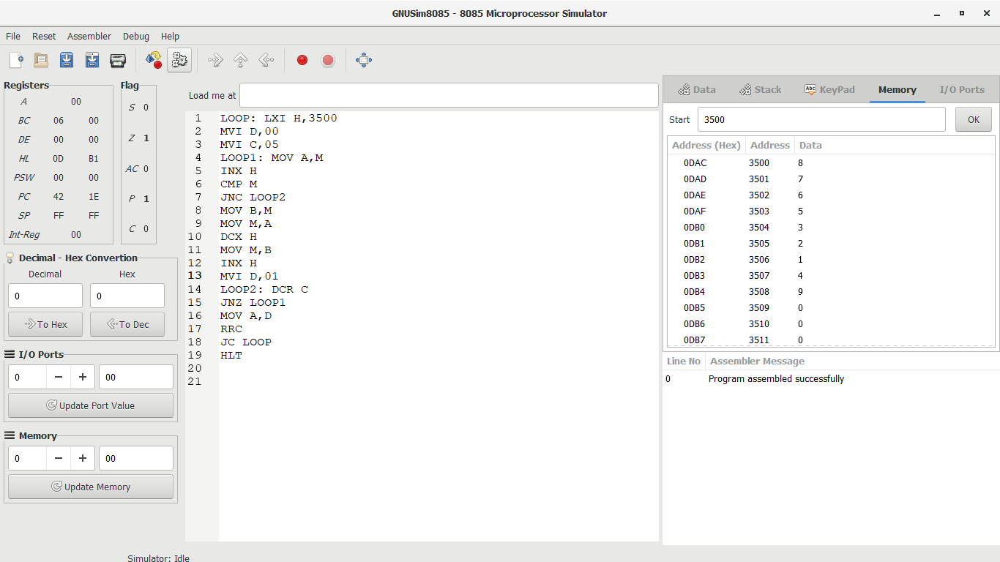 GNUSim8085 - 8085 Microprocessor Simulator
File Reset Assembler Debug Help
Registers
A 00
BC 06 00
DE 00 00
HL 0D B1
PSW 00 00
PC 42 1E
SP FF FF
Int-Reg 00
Flag
S 0
Z 1
AC 0
P 1
C 0
Decimal - Hex Convertion
Decimal Hex
0 0
To Hex To Dec
I/O Ports
0 − + 00
Update Port Value
Memory
0 − + 00
Update Memory
Load me at
1 LOOP: LXI H,3500
2 MVI D,00
3 MVI C,05
4 LOOP1: MOV A,M
5 INX H
6 CMP M
7 JNC LOOP2
8 MOV B,M
9 MOV M,A
10 DCX H
11 MOV M,B
12 INX H
13 MVI D,01
14 LOOP2: DCR C
15 JNZ LOOP1
16 MOV A,D
17 RRC
18 JC LOOP
19 HLT
20
21
Data Stack Abc KeyPad Memory I/O Ports
Start 3500 OK
Address (Hex) Address Data
0DAC 3500 8
0DAD 3501 7
0DAE 3502 6
0DAF 3503 5
0DB0 3504 3
0DB1 3505 2
0DB2 3506 1
0DB3 3507 4
0DB4 3508 9
0DB5 3509 0
0DB6 3510 0
0DB7 3511 0
Line No Assembler Message
0 Program assembled successfully
Simulator: Idle